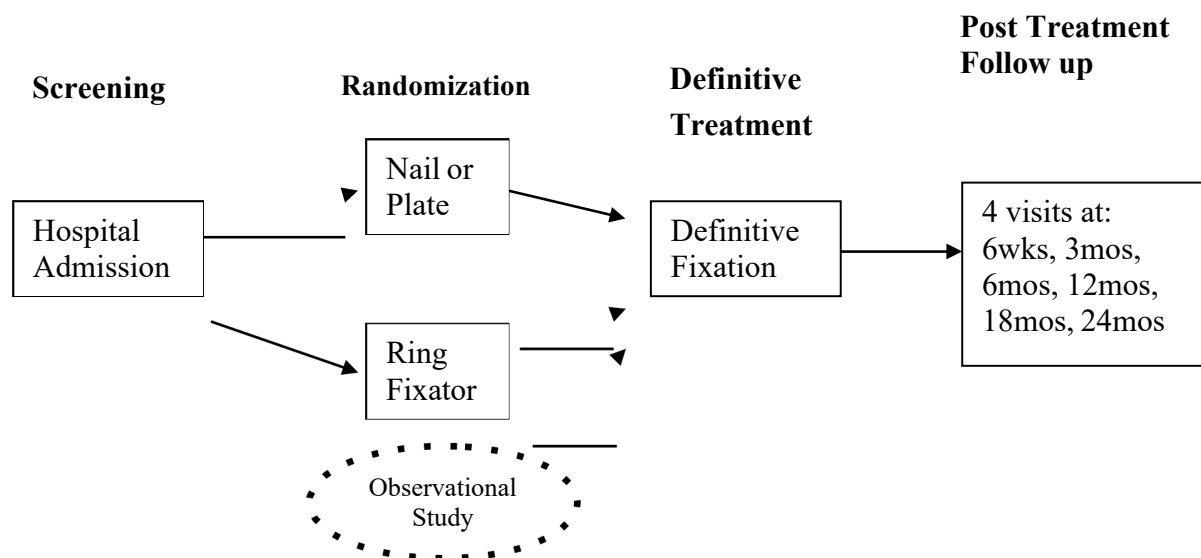 Screening
Randomization
Definitive
Treatment
Post Treatment
Follow up
Hospital
Admission
Nail or
Plate
Ring
Fixator
Observational
Study
Definitive
Fixation
4 visits at:
6wks, 3mos,
6mos, 12mos,
18mos, 24mos